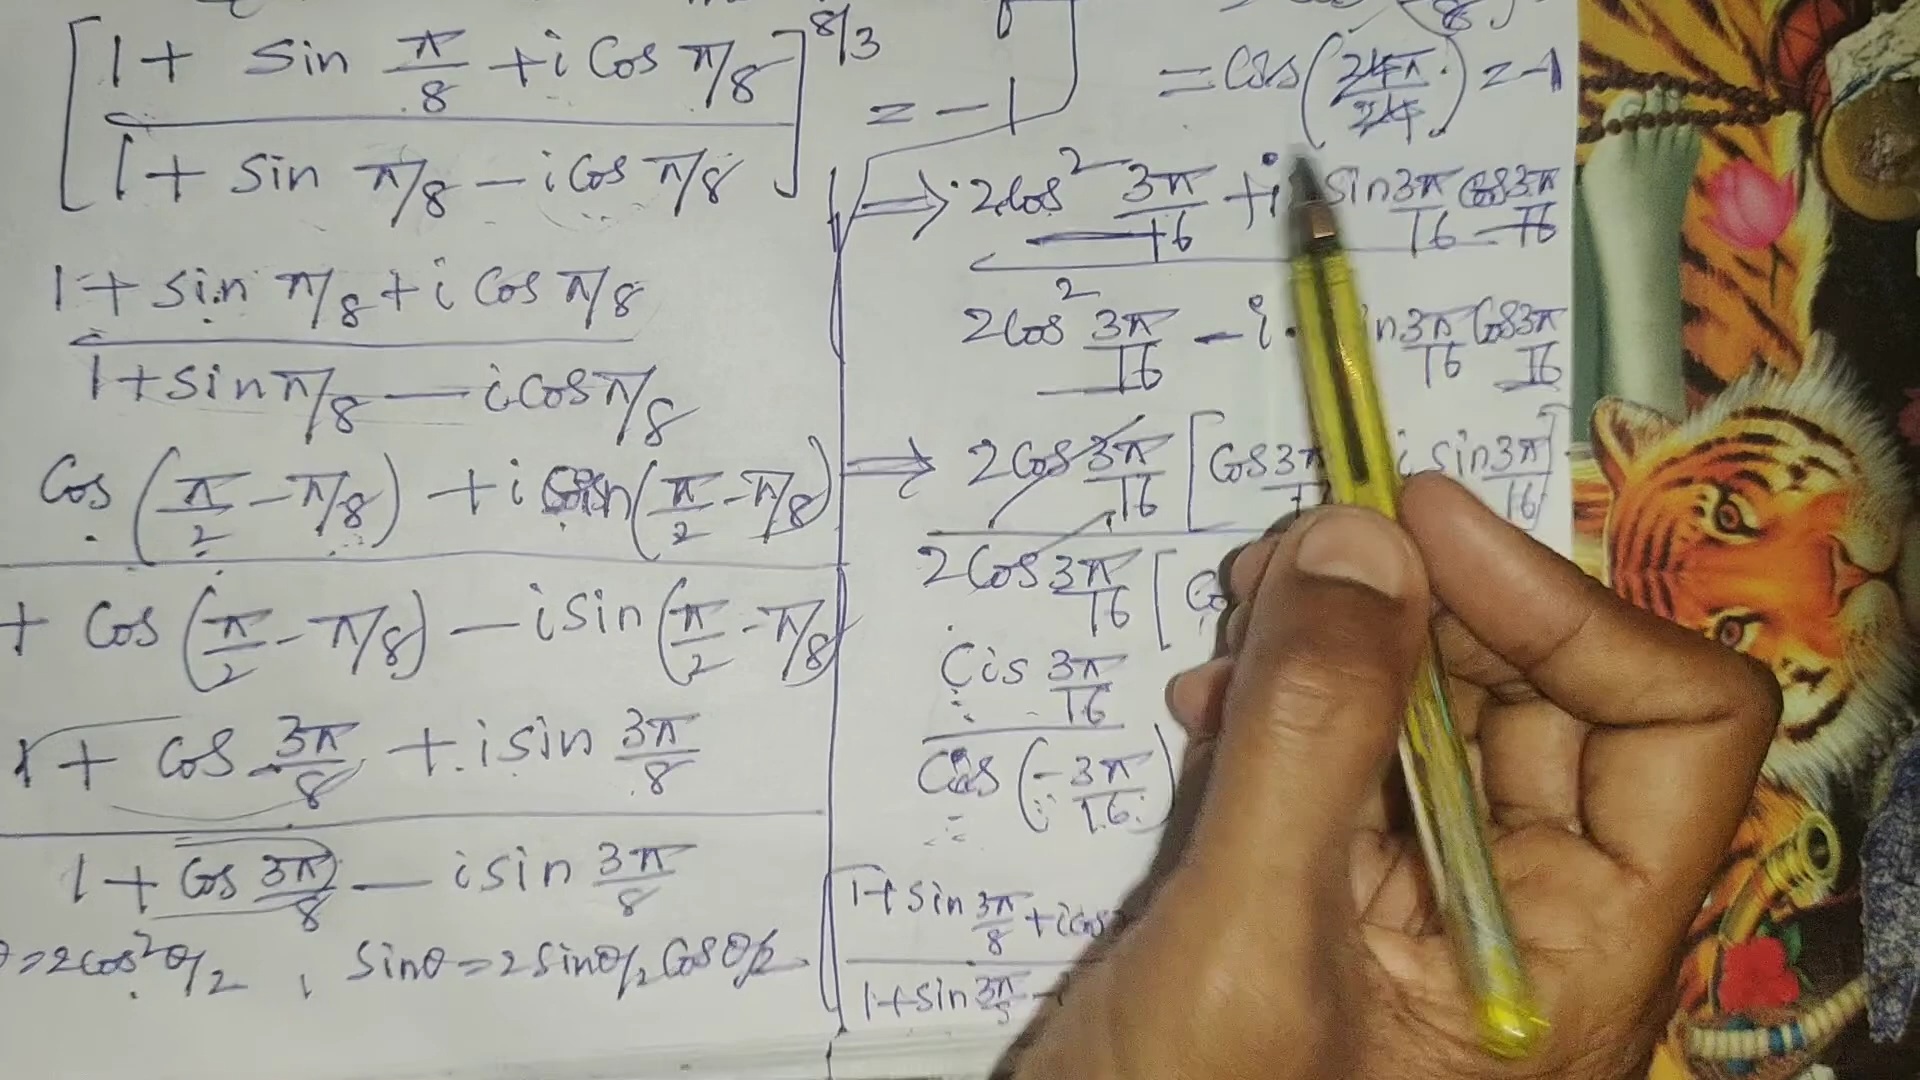 [1 + Sin π/8 + i Cos π/8 / 1 + Sin π/8 - i Cos π/8]^8/3 = -1
1 + Sin π/8 + i Cos π/8
1 + Sin π/8 - i Cos π/8
Cos (π/2 - π/8) + i Sin (π/2 - π/8)
+ Cos (π/2 - π/8) - i Sin (π/2 - π/8)
1 + Cos 3π/8 + i Sin 3π/8
1 + Cos 3π/8 - i Sin 3π/8
= 2Cos² θ/2 , Sinθ = 2 Sin θ/2 Cos θ/2
= Cis (24π/24) = -1
⇒ 2Cos² 3π/16 + i Sin 3π/16 Cos 3π/16
2Cos² 3π/16 - i Sin 3π/16 Cos 3π/16
⇒ 2 Cos 3π/16 [Cos 3π i Sin 3π/16]
2 Cos 3π/16 [
Cis 3π/16
Cis (-3π/16)
1 + Sin 3π/8 + i Cos
1 + Sin 3π -